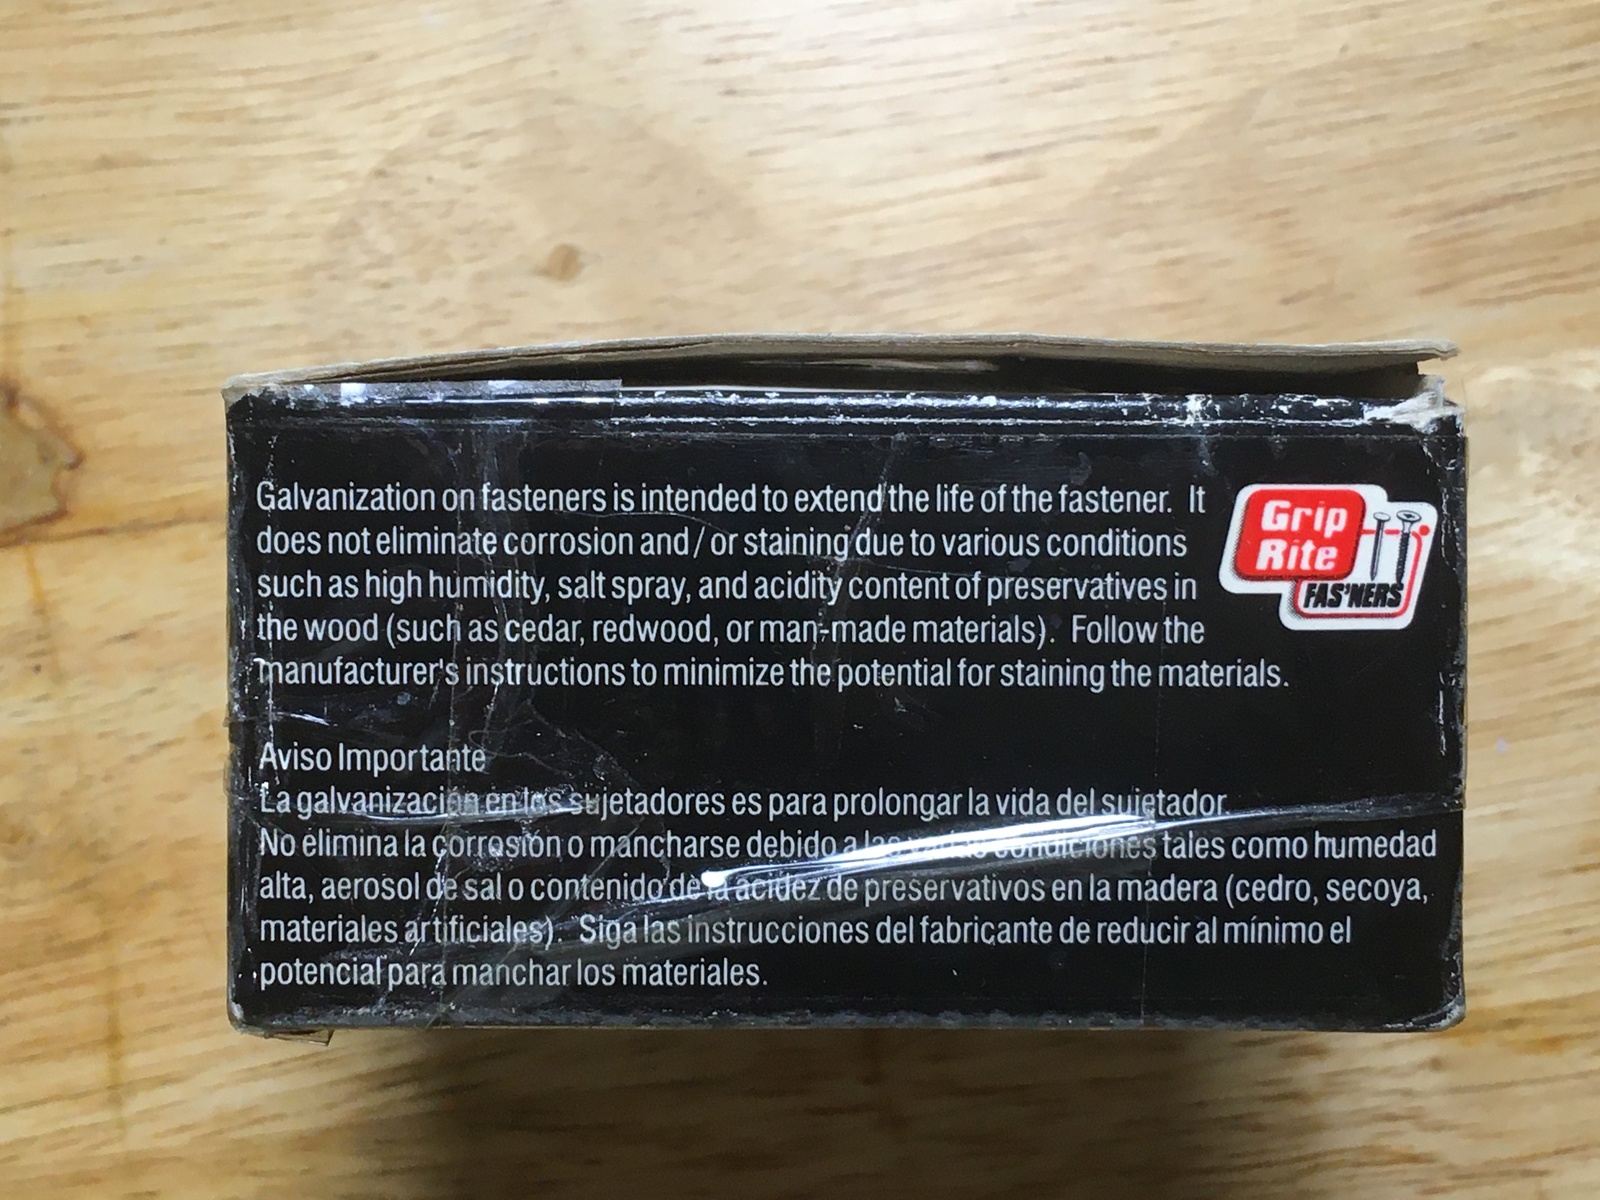 Galvanization on fasteners is intended to extend the life of the fastener. It
does not eliminate corrosion and / or staining due to various conditions
such as high humidity, salt spray, and acidity content of preservatives in
the wood (such as cedar, redwood, or man-made materials). Follow the
manufacturer's instructions to minimize the potential for staining the materials.
Grip
Rite
FAS'NERS
Aviso Importante
La galvanización en los sujetadores es para prolongar la vida del sujetador.
No elimina la corrosión o mancharse debido a las varias condiciones tales como humedad
alta, aerosol de sal o contenido de la acidez de preservativos en la madera (cedro, secoya,
materiales artificiales). Siga las instrucciones del fabricante de reducir al mínimo el
potencial para manchar los materiales.